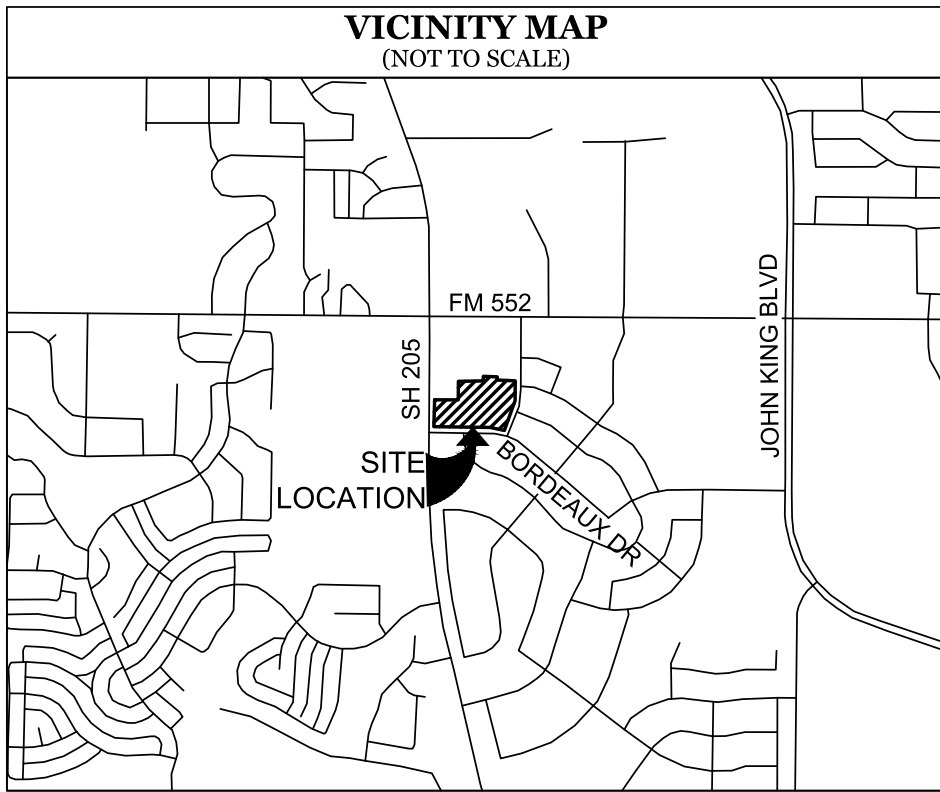 VICINITY MAP
(NOT TO SCALE)
FM 552
SH 205
JOHN KING BLVD
SITE
LOCATION
BORDEAUX DR